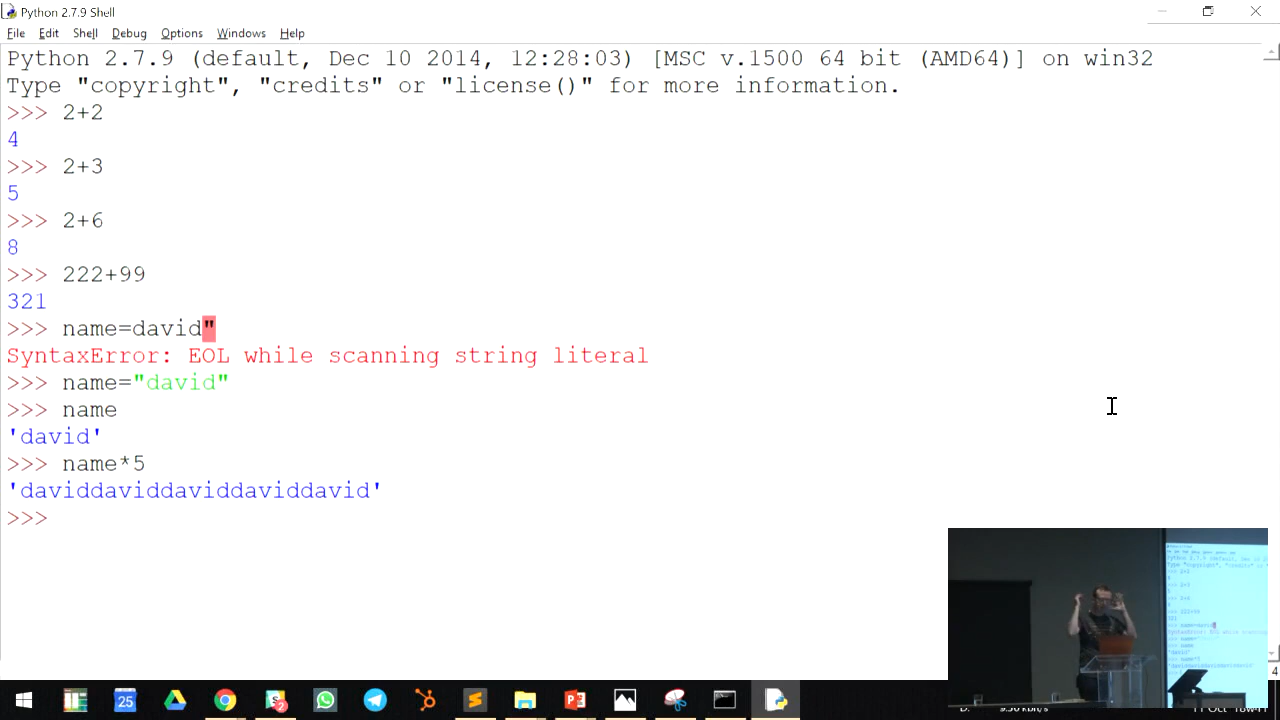 Python 2.7.9 Shell
File Edit Shell Debug Options Windows Help
Python 2.7.9 (default, Dec 10 2014, 12:28:03) [MSC v.1500 64 bit (AMD64)] on win32
Type "copyright", "credits" or "license()" for more information.
>>> 2+2
4
>>> 2+3
5
>>> 2+6
8
>>> 222+99
321
>>> name=david"
SyntaxError: EOL while scanning string literal
>>> name="david"
>>> name
'david'
>>> name*5
'daviddaviddaviddaviddavid'
>>>
25